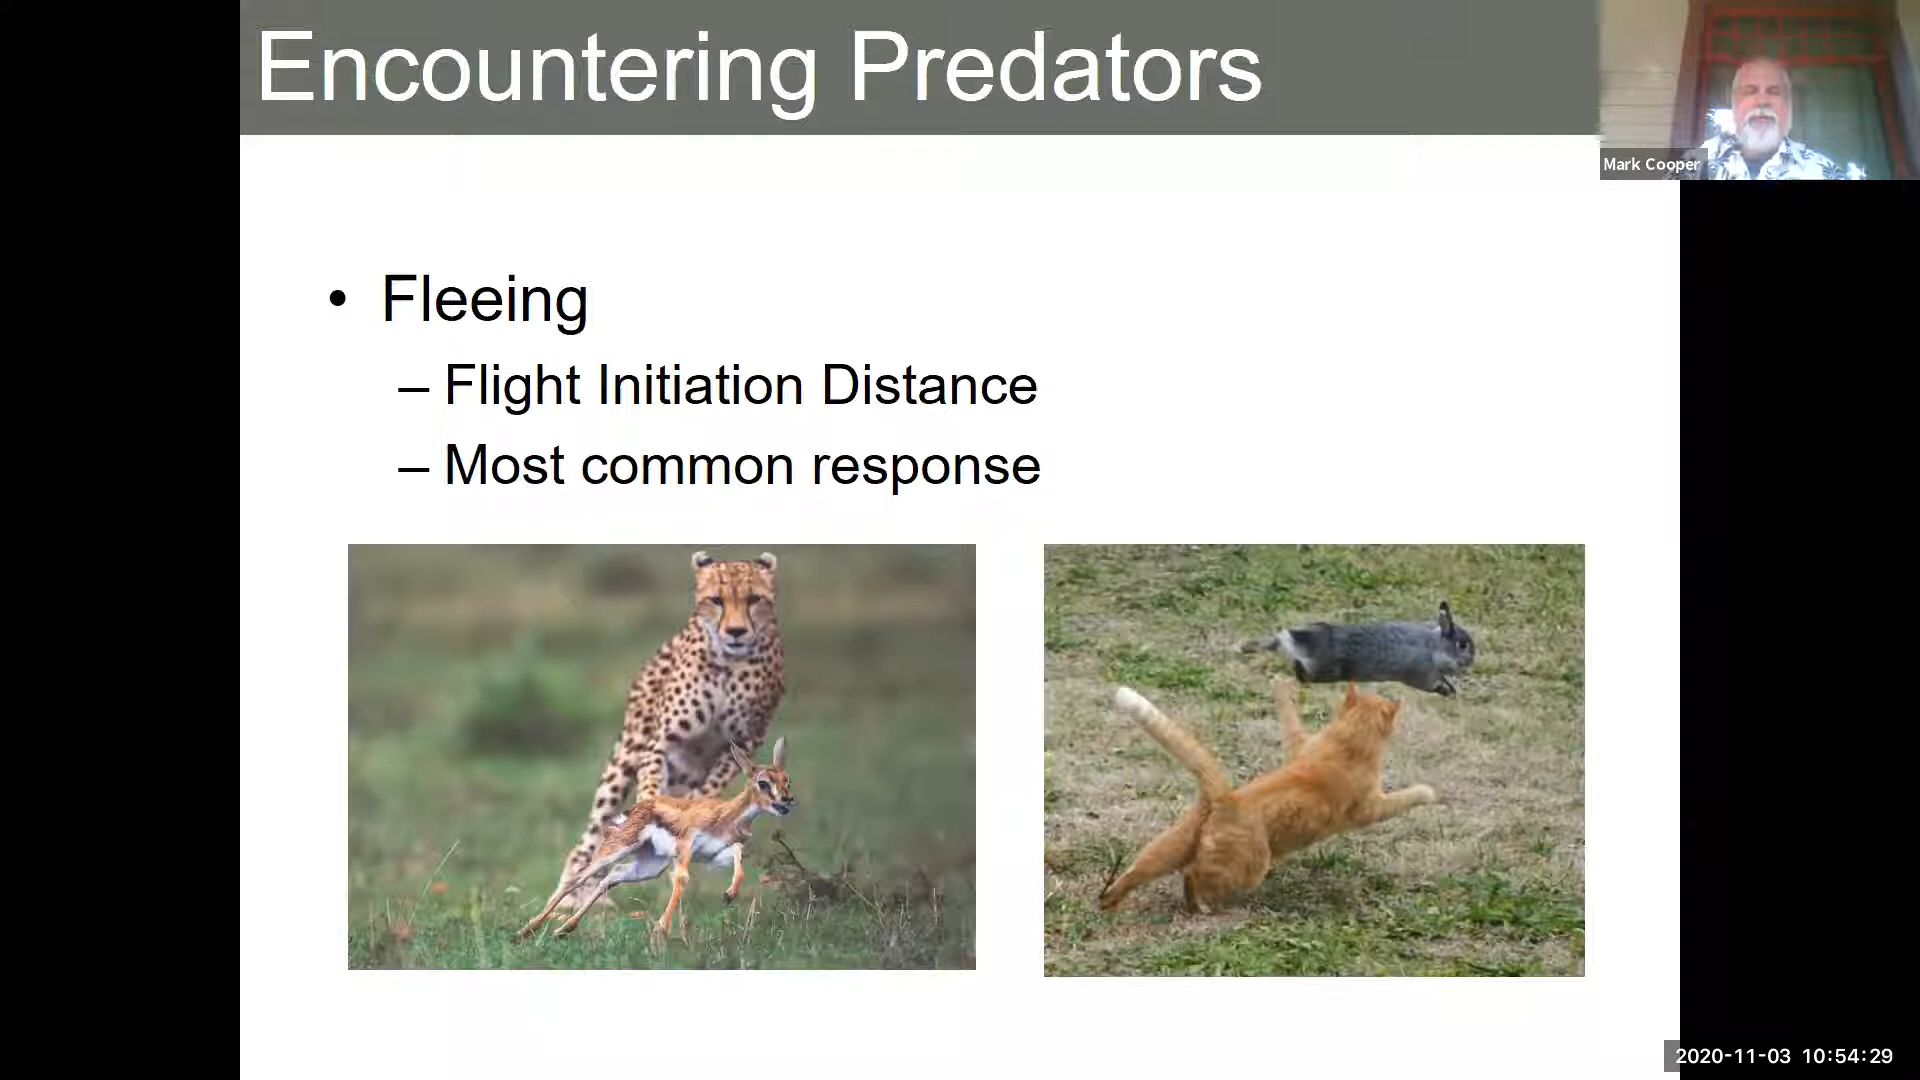 Encountering Predators
Mark Cooper
• Fleeing
– Flight Initiation Distance
– Most common response
2020-11-03 10:54:29